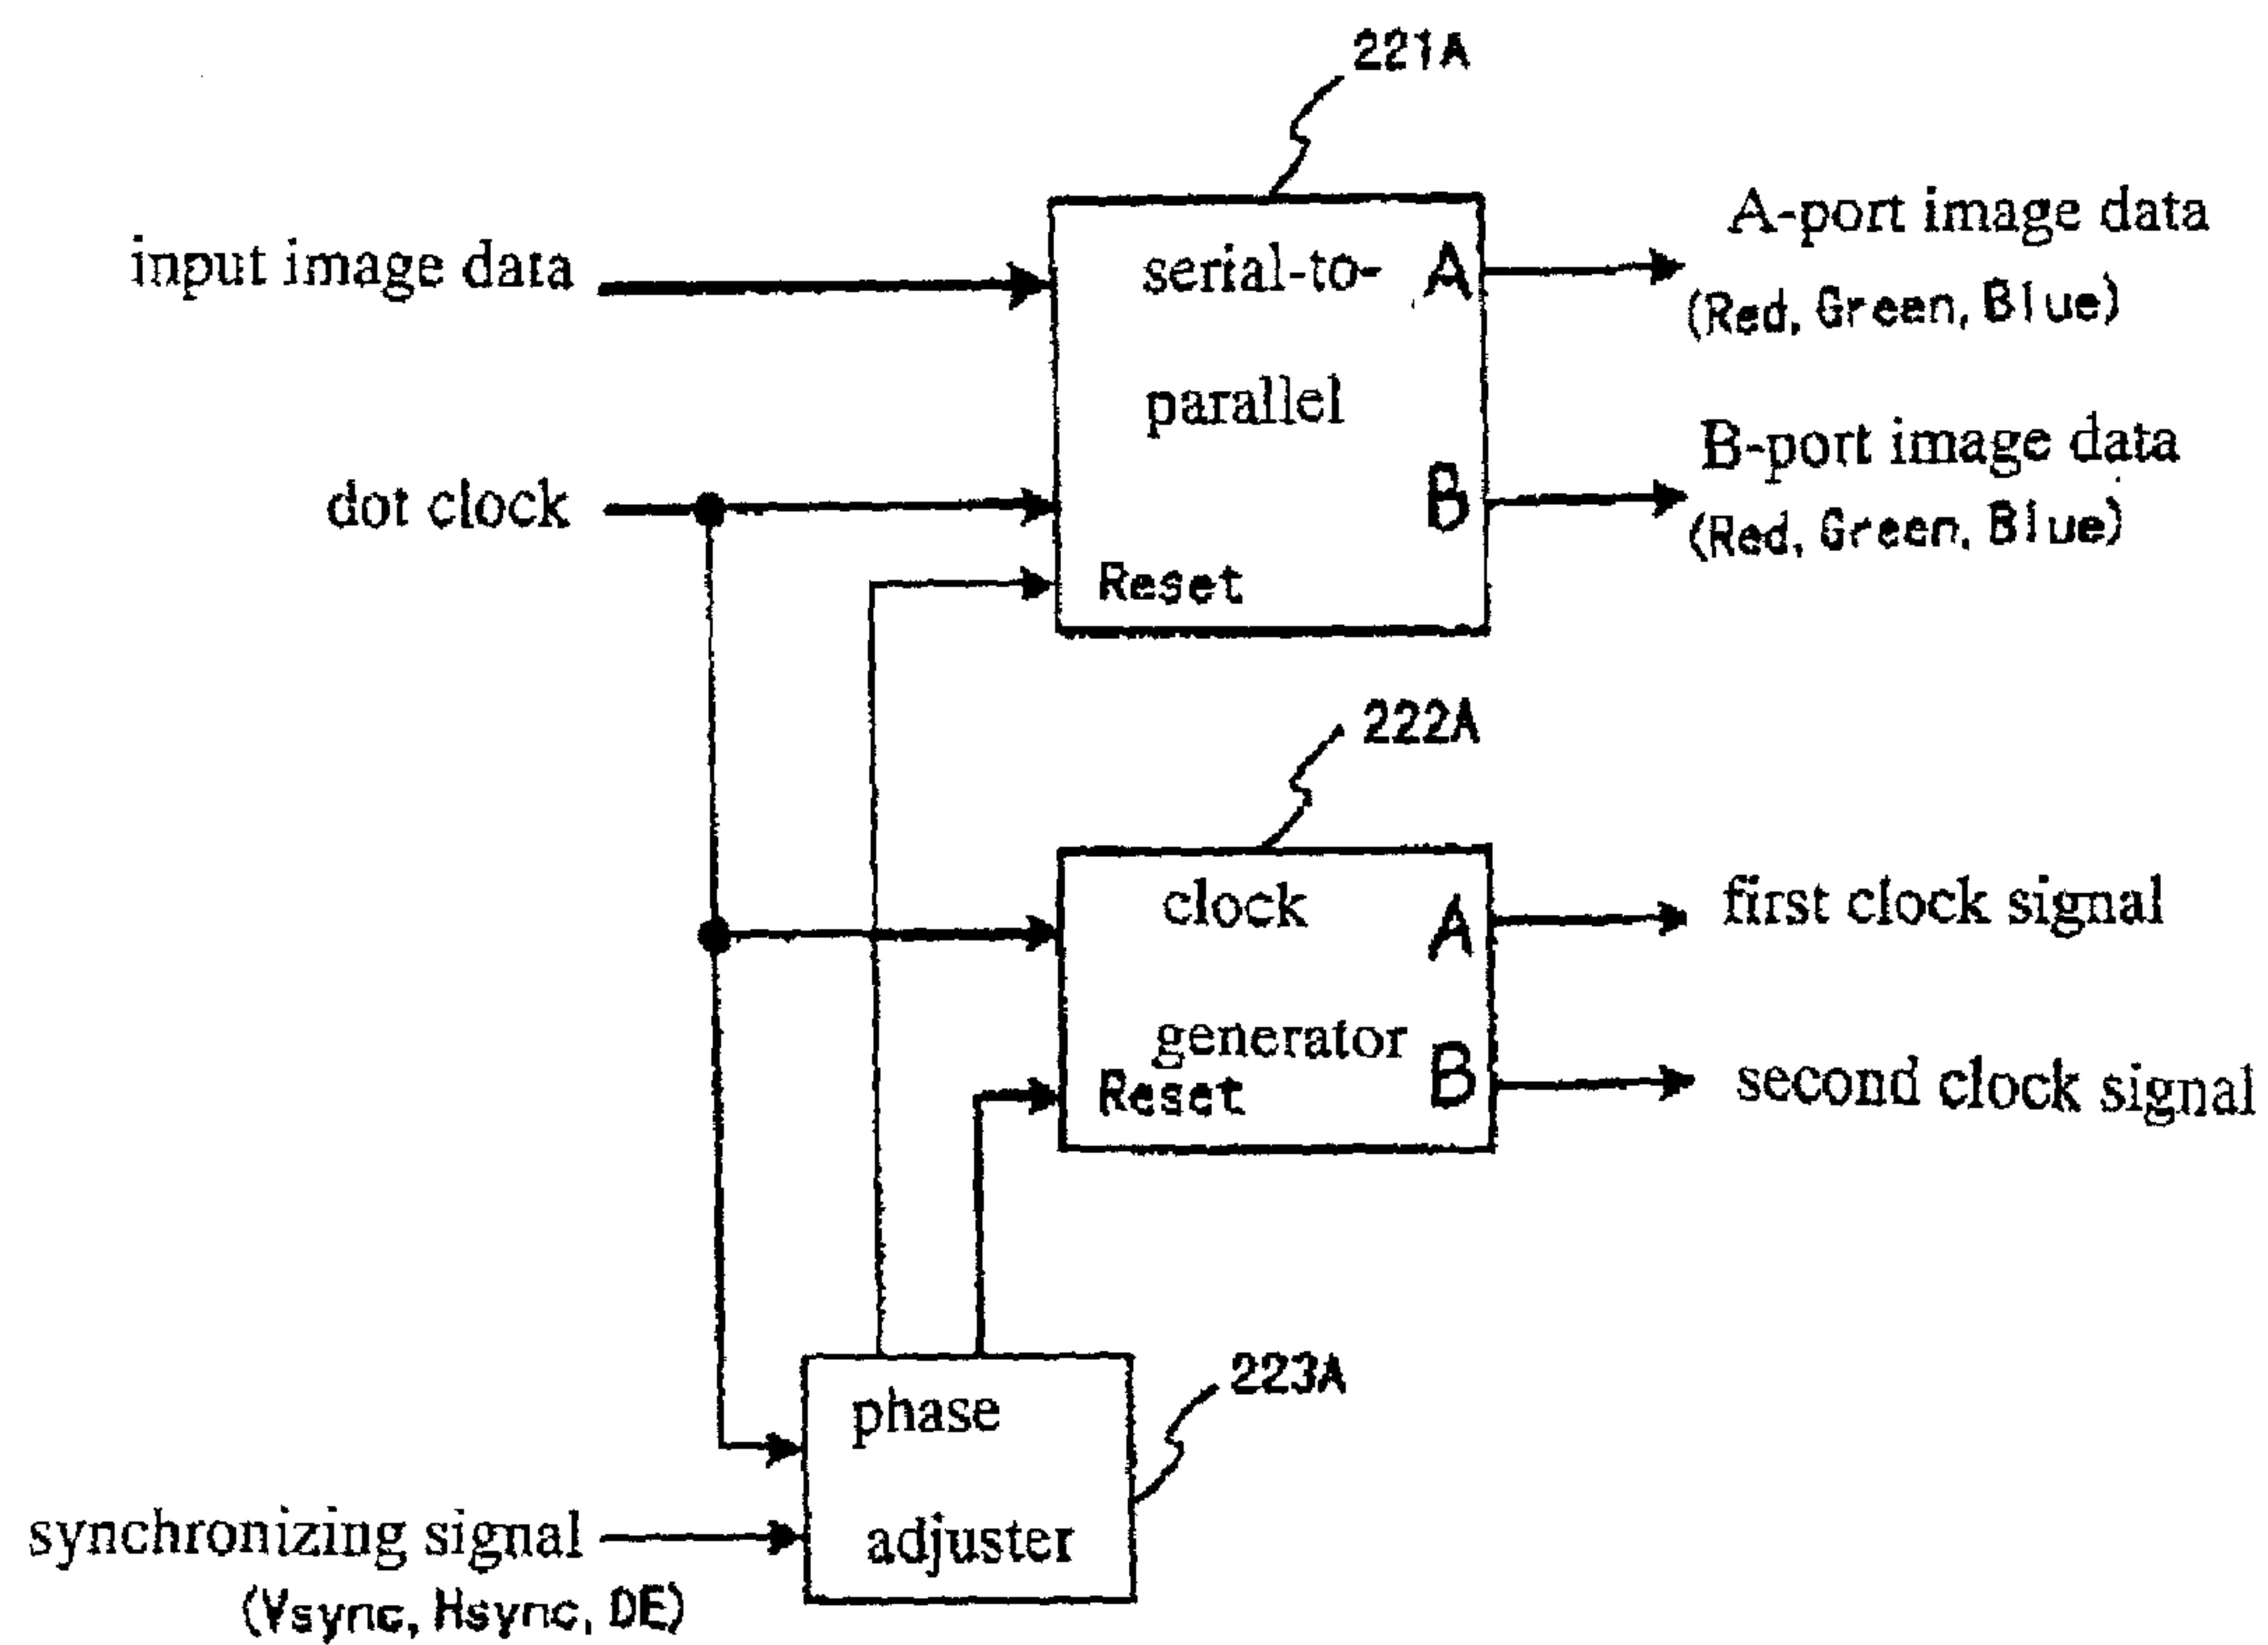 221A
input image data
serial-to-
parallel
A
B
Reset
A-port image data
(Red, Green, Blue)
B-port image data
(Red, Green, Blue)
dot clock
222A
clock
generator
A
B
Reset
first clock signal
second clock signal
223A
phase
adjuster
synchronizing signal
(Vsync, Hsync, DE)